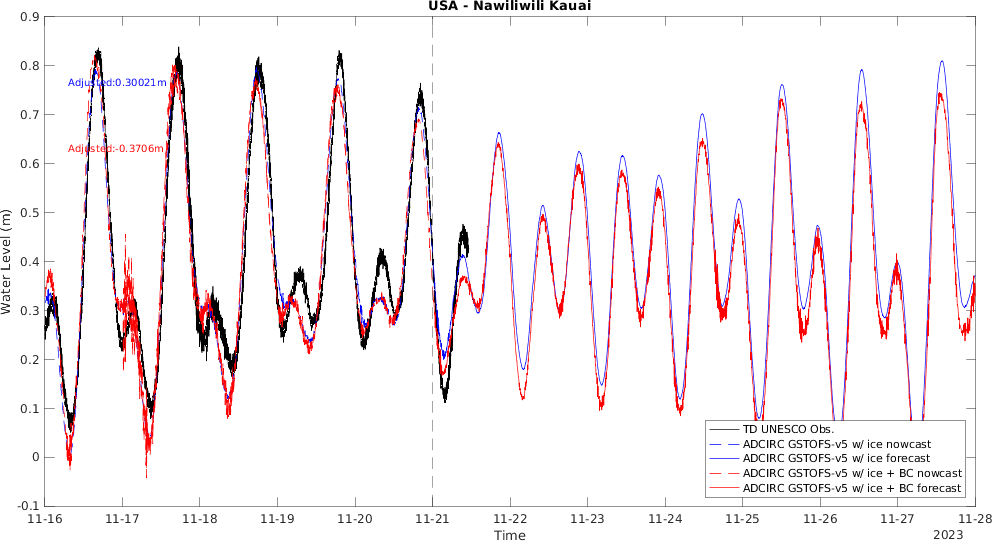 USA - Nawiliwili Kauai
0.9
0.8
0.7
0.6
0.5
0.4
0.3
0.2
0.1
0
-0.1
Water Level (m)
Adjusted:0.30021m
Adjusted:-0.3706m
TD UNESCO Obs.
ADCIRC GSTOFS-v5 w/ ice nowcast
ADCIRC GSTOFS-v5 w/ ice forecast
ADCIRC GSTOFS-v5 w/ ice + BC nowcast
ADCIRC GSTOFS-v5 w/ ice + BC forecast
11-16 11-17 11-18 11-19 11-20 11-21 11-22 11-23 11-24 11-25 11-26 11-27 11-28
Time
2023